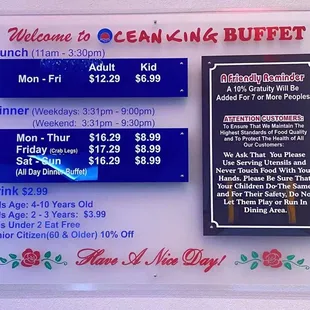 Welcome to OCEAN KING BUFFET
unch (11am - 3:30pm)
Adult Kid
Mon - Fri $12.29 $6.99
inner (Weekdays: 3:31pm - 9:00pm)
(Weekend: 3:31pm - 9:30pm)
Mon - Thur $16.29 $8.99
Friday (Crab Legs) $17.29 $8.99
Sat - Sun $16.29 $8.99
(All Day Dinner Buffet)
rink $2.99
ds Age: 4-10 Years Old
ds Ages: 2 - 3 Years: $3.99
ds Under 2 Eat Free
nior Citizen(60 & Older) 10% Off
Have A Nice Day!
A Friendly Reminder
A 10% Gratuity Will Be
Added For 7 or More Peoples
ATTENTION CUSTOMERS:
To Ensure That We Maintain The
Highest Standards of Food Quality
and To Protect The Health of All
Our Customers:
We Ask That You Please
Use Serving Utensils and
Never Touch Food With You
Hands. Please Be Sure That
Your Children Do The Same
and For Their Safety, Do No
Let Them Play or Run In
Dining Area.